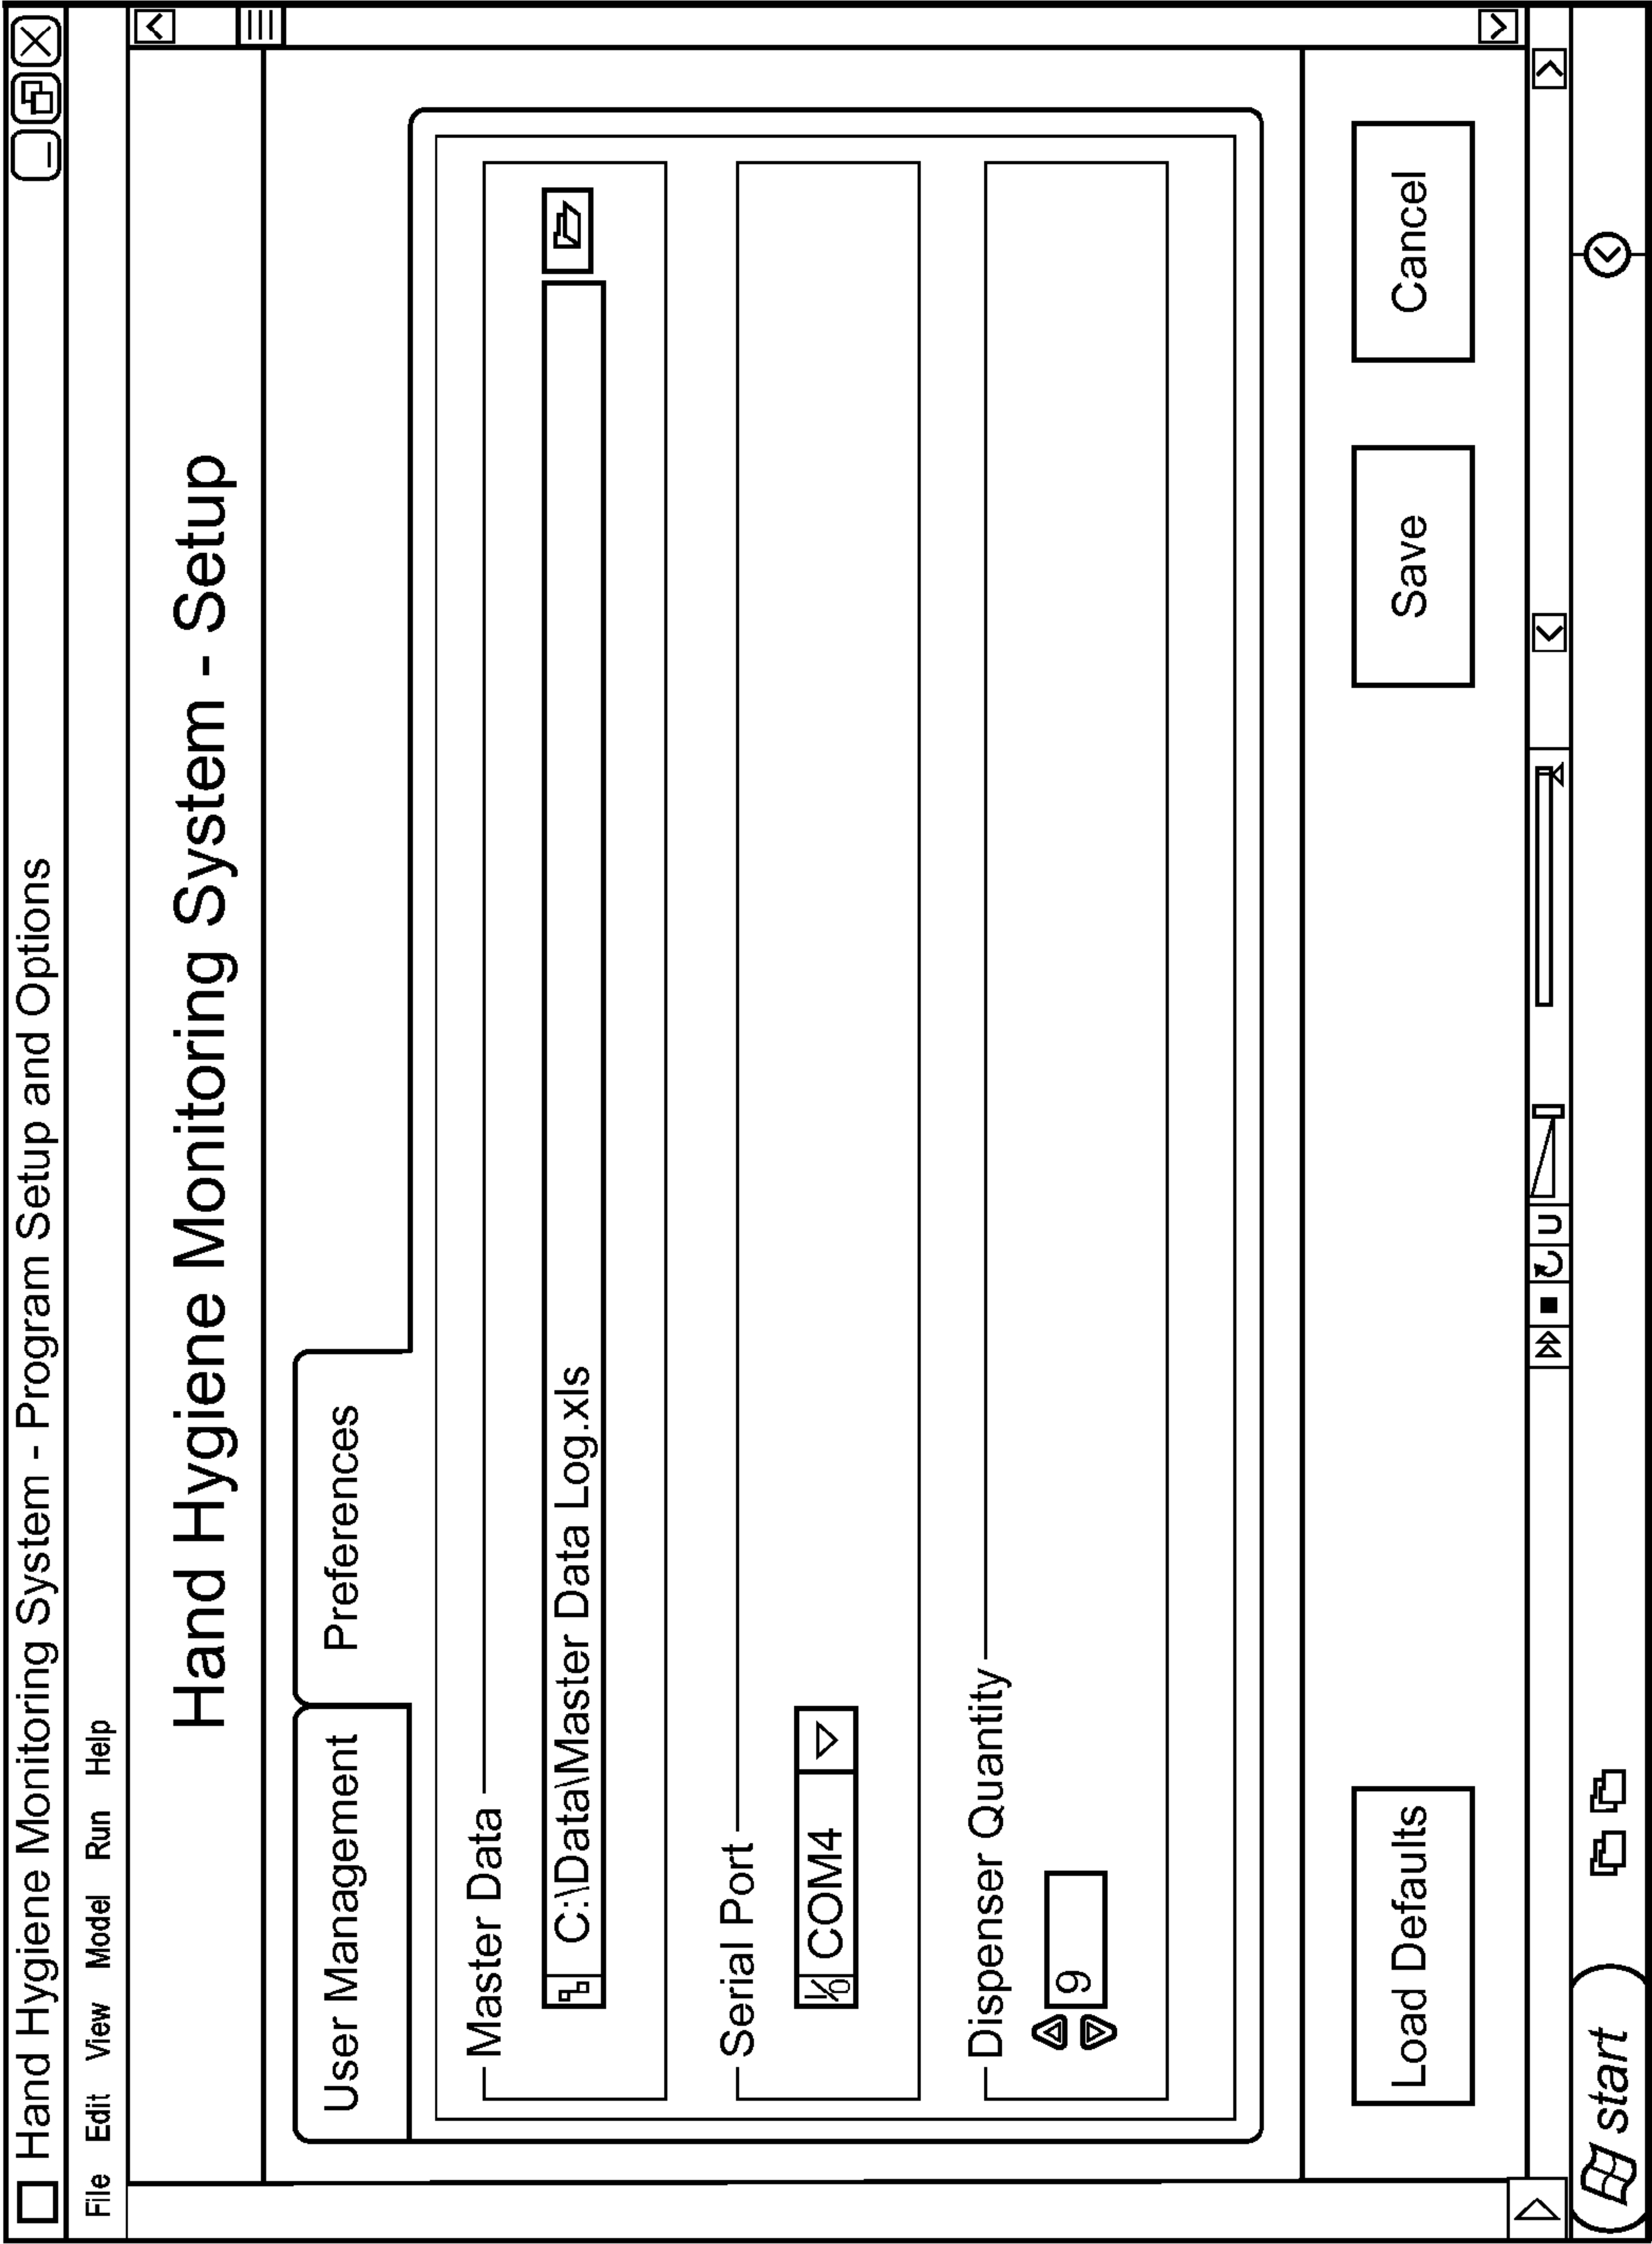 Hand Hygiene Monitoring System - Program Setup and Options
File Edit View Model Run Help
Hand Hygiene Monitoring System - Setup
User Management Preferences
Master Data
C:\Data\Master Data Log.xls
Serial Port
I/O COM4
Dispenser Quantity
9
Load Defaults Save Cancel
start